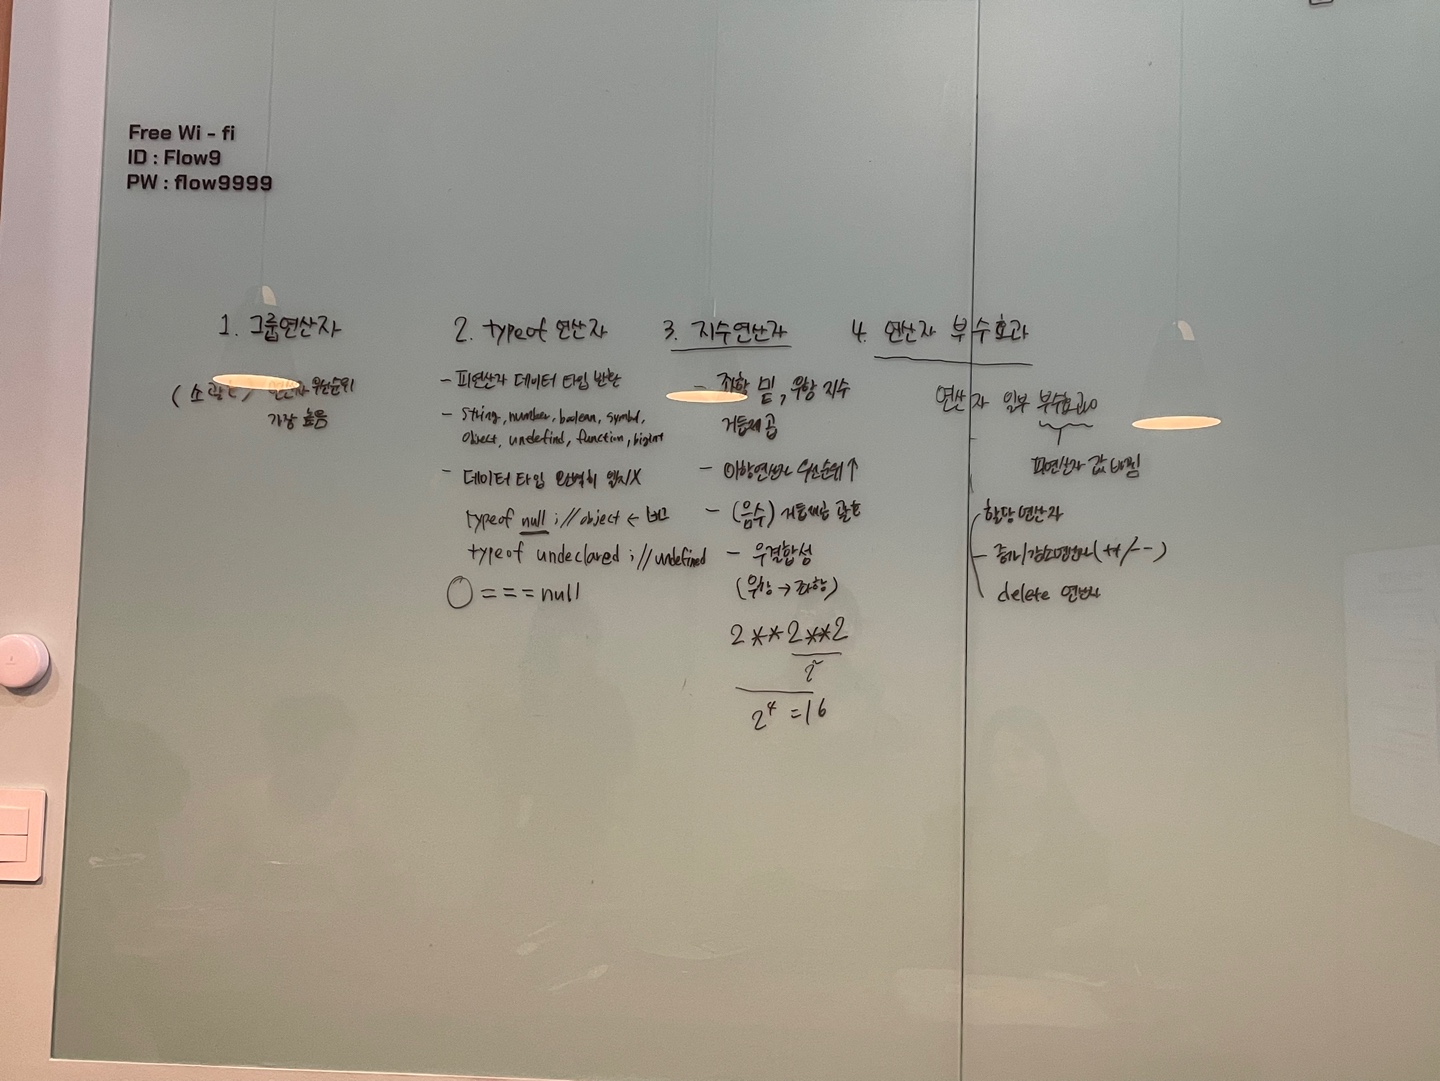 Free Wi - fi
ID : Flow9
PW : flow9999
1. 그룹연산자
( 소괄호 ) 연산자 우선순위
가장 높음
2. typeof 연산자
- 피연산자 데이터 타입 반환
- String, number, boolean, symbol,
object, undefind, function, bigint
- 데이터 타입 완벽히 일치X
typeof null ; //object ← 버그
typeof undeclared ; // undefined
○ === null
3. 지수연산자
- 좌항 밑, 우항 지수
거듭제곱
- 이항연산자 우선순위↑
- (음수) 거듭제곱 괄호
- 우결합성
(우항 → 좌항)
2 ** 2**2
2²
2⁴ = 16
4. 연산자 부수효과
연산자 일부 부수효과o
피연산자 값 바뀜
할당 연산자
- 증가/감소연산자(++/--)
delete 연산자